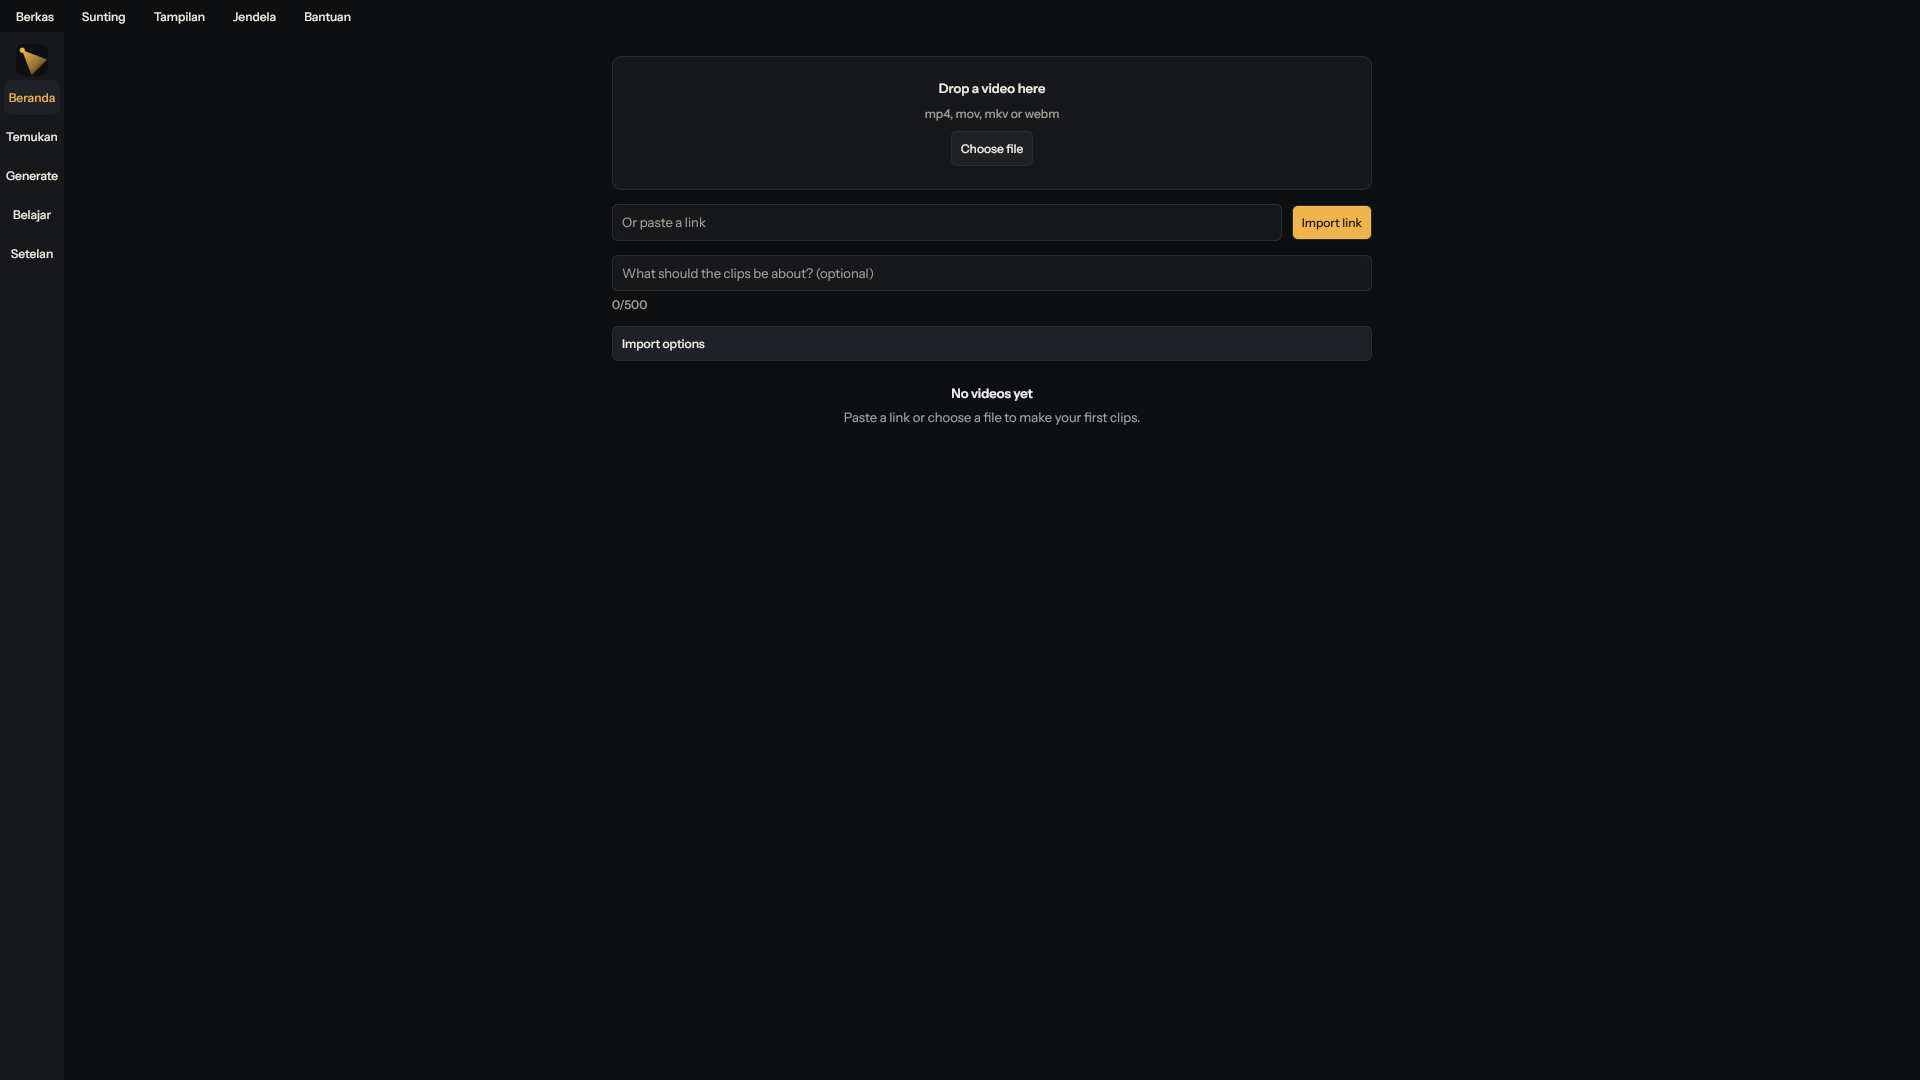 Berkas Sunting Tampilan Jendela Bantuan
Beranda
Temukan
Generate
Belajar
Setelan
Drop a video here
mp4, mov, mkv or webm
Choose file
Or paste a link
Import link
What should the clips be about? (optional)
0/500
Import options
No videos yet
Paste a link or choose a file to make your first clips.